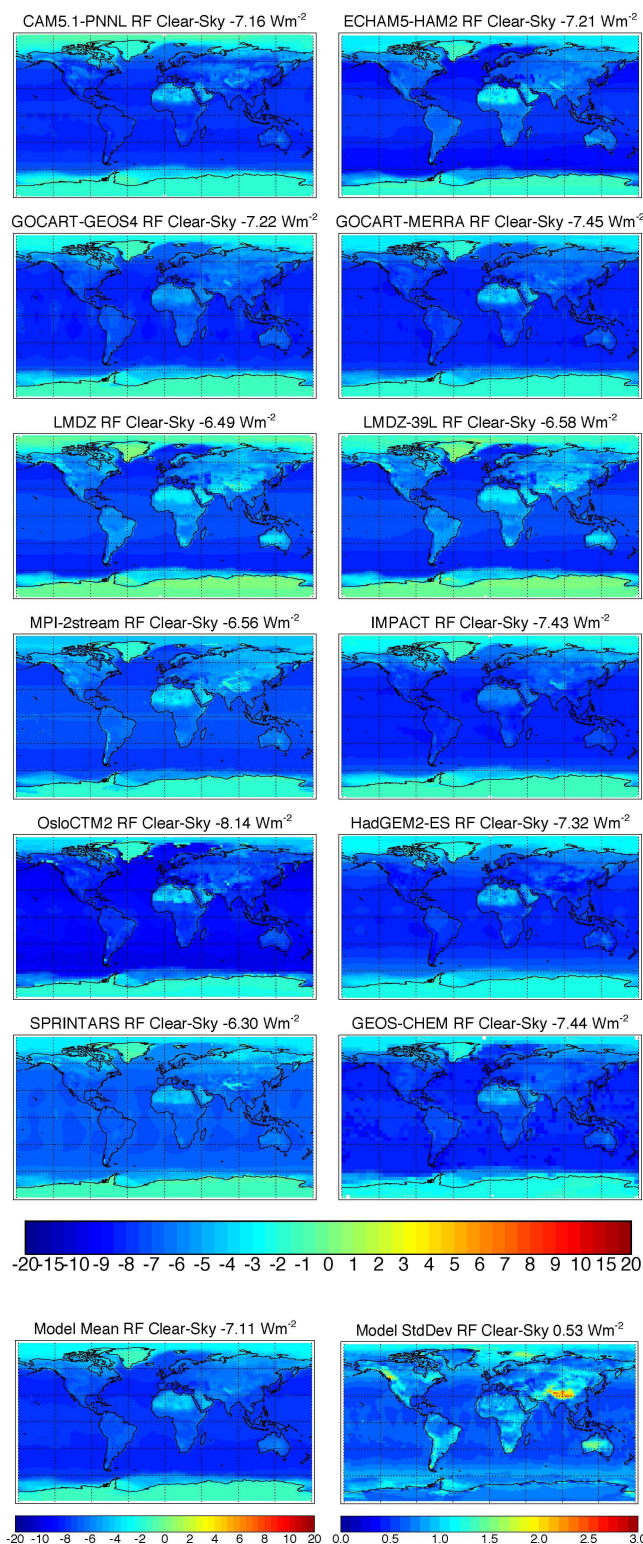 CAM5.1-PNNL RF Clear-Sky -7.16 Wm-2
ECHAM5-HAM2 RF Clear-Sky -7.21 Wm-2
GOCART-GEOS4 RF Clear-Sky -7.22 Wm-2
GOCART-MERRA RF Clear-Sky -7.45 Wm-2
LMDZ RF Clear-Sky -6.49 Wm-2
LMDZ-39L RF Clear-Sky -6.58 Wm-2
MPI-2stream RF Clear-Sky -6.56 Wm-2
IMPACT RF Clear-Sky -7.43 Wm-2
OsloCTM2 RF Clear-Sky -8.14 Wm-2
HadGEM2-ES RF Clear-Sky -7.32 Wm-2
SPRINTARS RF Clear-Sky -6.30 Wm-2
GEOS-CHEM RF Clear-Sky -7.44 Wm-2
-20 -15 -10 -9 -8 -7 -6 -5 -4 -3 -2 -1 0 1 2 3 4 5 6 7 8 9 10 15 20
Model Mean RF Clear-Sky -7.11 Wm-2
Model StdDev RF Clear-Sky 0.53 Wm-2
-20 -10 -8 -6 -4 -2 0 2 4 6 8 10 20
0.0 0.5 1.0 1.5 2.0 2.5 3.0